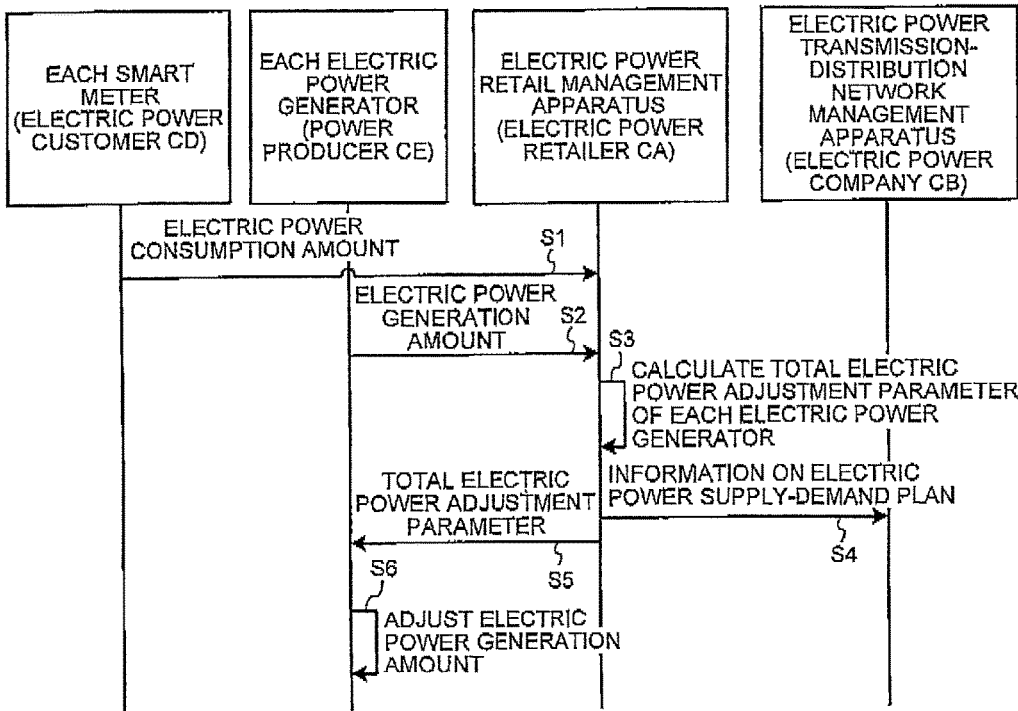 EACH SMART
METER
(ELECTRIC POWER
CUSTOMER CD)
EACH ELECTRIC
POWER
GENERATOR
(POWER
PRODUCER CE)
ELECTRIC POWER
RETAIL MANAGEMENT
APPARATUS
(ELECTRIC POWER
RETAILER CA)
ELECTRIC POWER
TRANSMISSION-
DISTRIBUTION
NETWORK
MANAGEMENT
APPARATUS
(ELECTRIC POWER
COMPANY CB)
ELECTRIC POWER
CONSUMPTION AMOUNT
S1
ELECTRIC POWER
GENERATION
AMOUNT
S2
S3
CALCULATE TOTAL ELECTRIC
POWER ADJUSTMENT PARAMETER
OF EACH ELECTRIC POWER
GENERATOR
INFORMATION ON ELECTRIC
POWER SUPPLY-DEMAND PLAN
S4
TOTAL ELECTRIC
POWER ADJUSTMENT
PARAMETER
S5
S6
ADJUST ELECTRIC
POWER GENERATION
AMOUNT